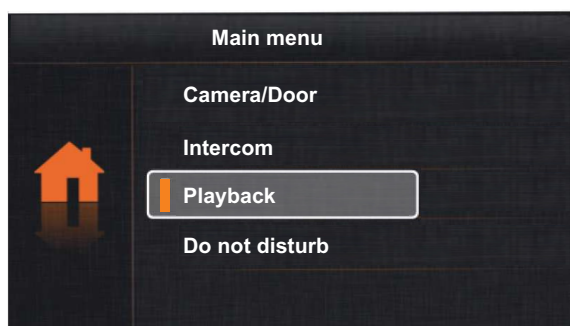 Main menu
Camera/Door
Intercom
Playback
Do not disturb